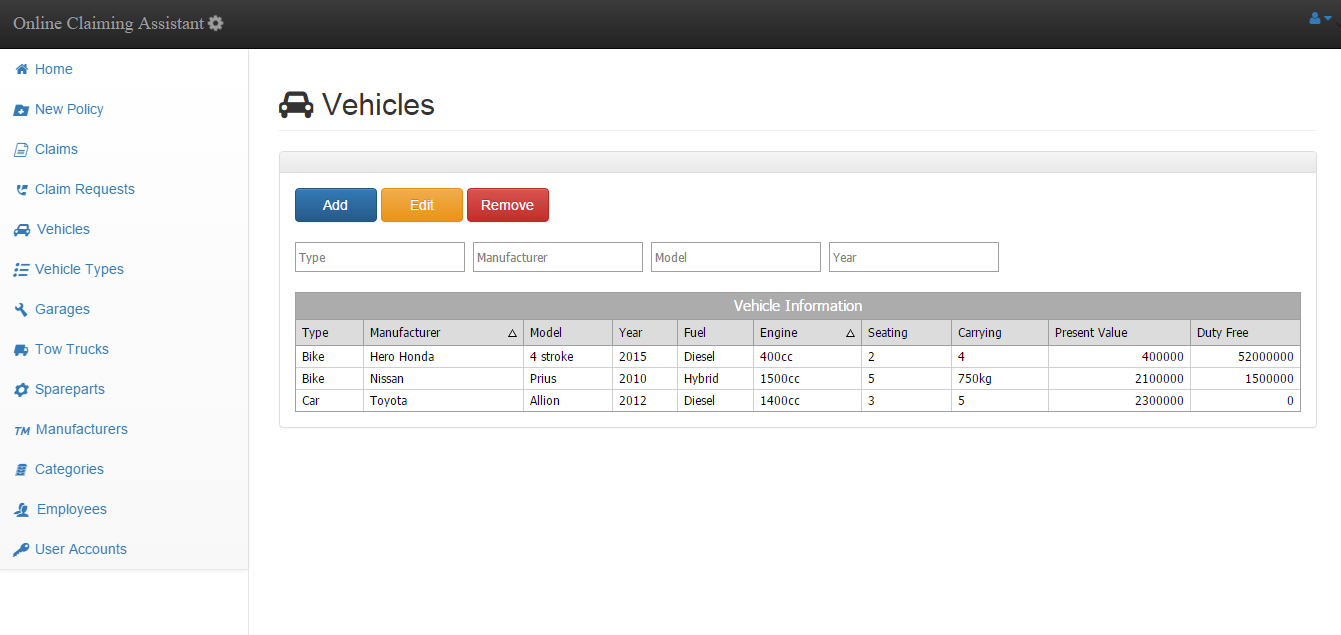 Online Claiming Assistant
Home
New Policy
Claims
Claim Requests
Vehicles
Vehicle Types
Garages
Tow Trucks
Spareparts
TM Manufacturers
Categories
Employees
User Accounts
Vehicles
Add Edit Remove
Type Manufacturer Model Year
Vehicle Information
Type Manufacturer Model Year Fuel Engine Seating Carrying Present Value Duty Free
Bike Hero Honda 4 stroke 2015 Diesel 400cc 2 4 400000 52000000
Bike Nissan Prius 2010 Hybrid 1500cc 5 750kg 2100000 1500000
Car Toyota Allion 2012 Diesel 1400cc 3 5 2300000 0